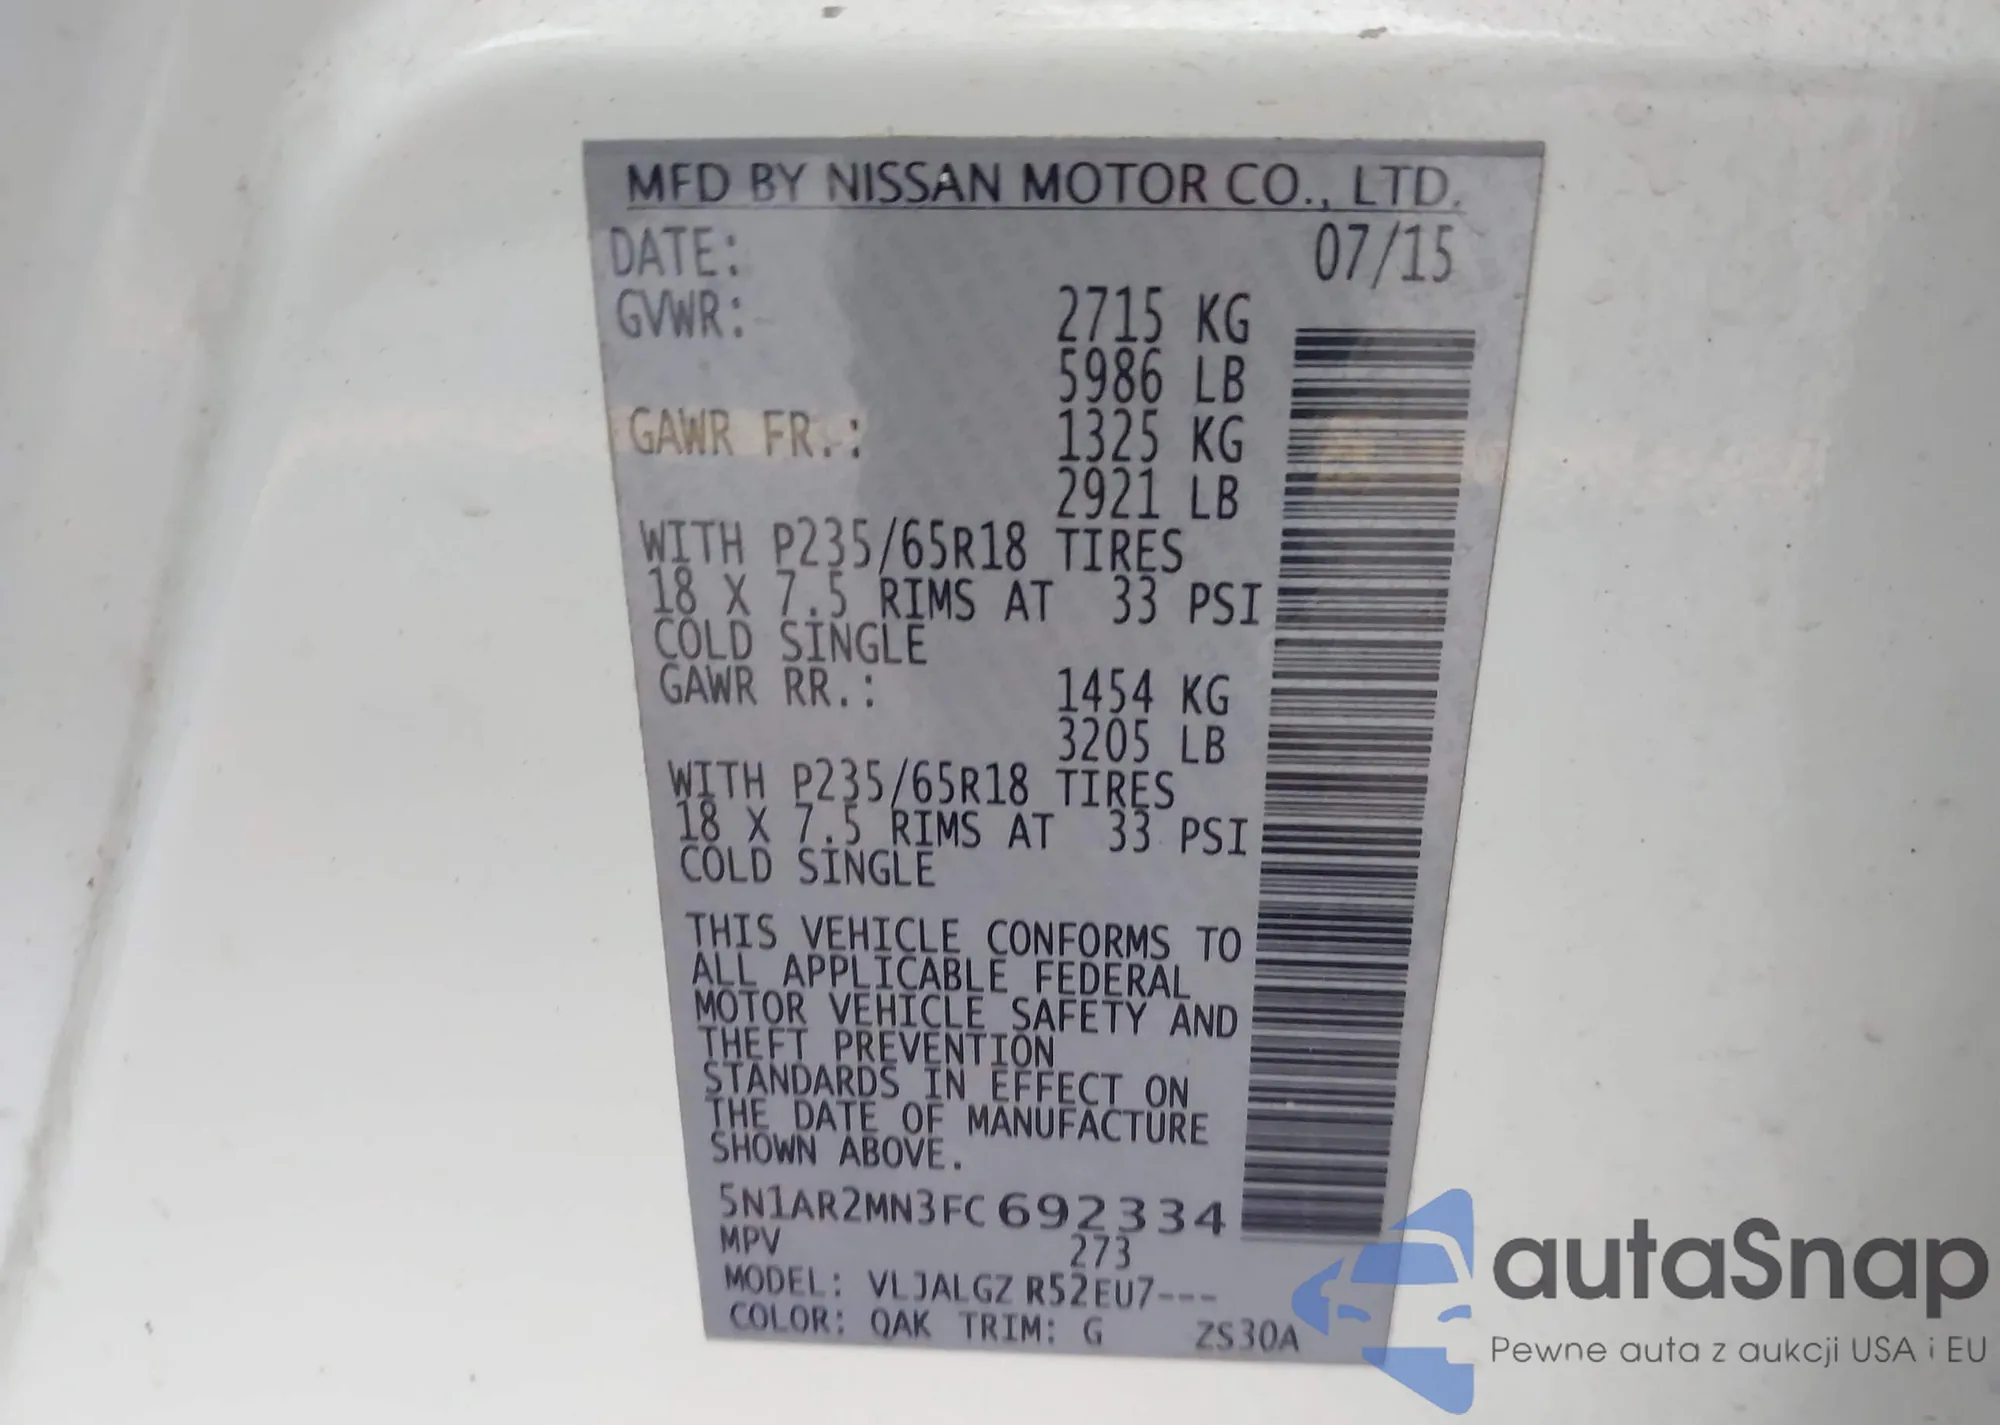 MFD BY NISSAN MOTOR CO., LTD.
DATE: 07/15
GVWR: 2715 KG
5986 LB
GAWR FR.: 1325 KG
2921 LB
WITH P235/65R18 TIRES
18 X 7.5 RIMS AT 33 PSI
COLD SINGLE
GAWR RR.: 1454 KG
3205 LB
WITH P235/65R18 TIRES
18 X 7.5 RIMS AT 33 PSI
COLD SINGLE
THIS VEHICLE CONFORMS TO
ALL APPLICABLE FEDERAL
MOTOR VEHICLE SAFETY AND
THEFT PREVENTION
STANDARDS IN EFFECT ON
THE DATE OF MANUFACTURE
SHOWN ABOVE.
5N1AR2MN3FC692334
MPV 273
MODEL: VLJALGZ R52EU7---
COLOR: QAK TRIM: G ZS30A
autaSnap
Pewne auta z aukcji USA i EU